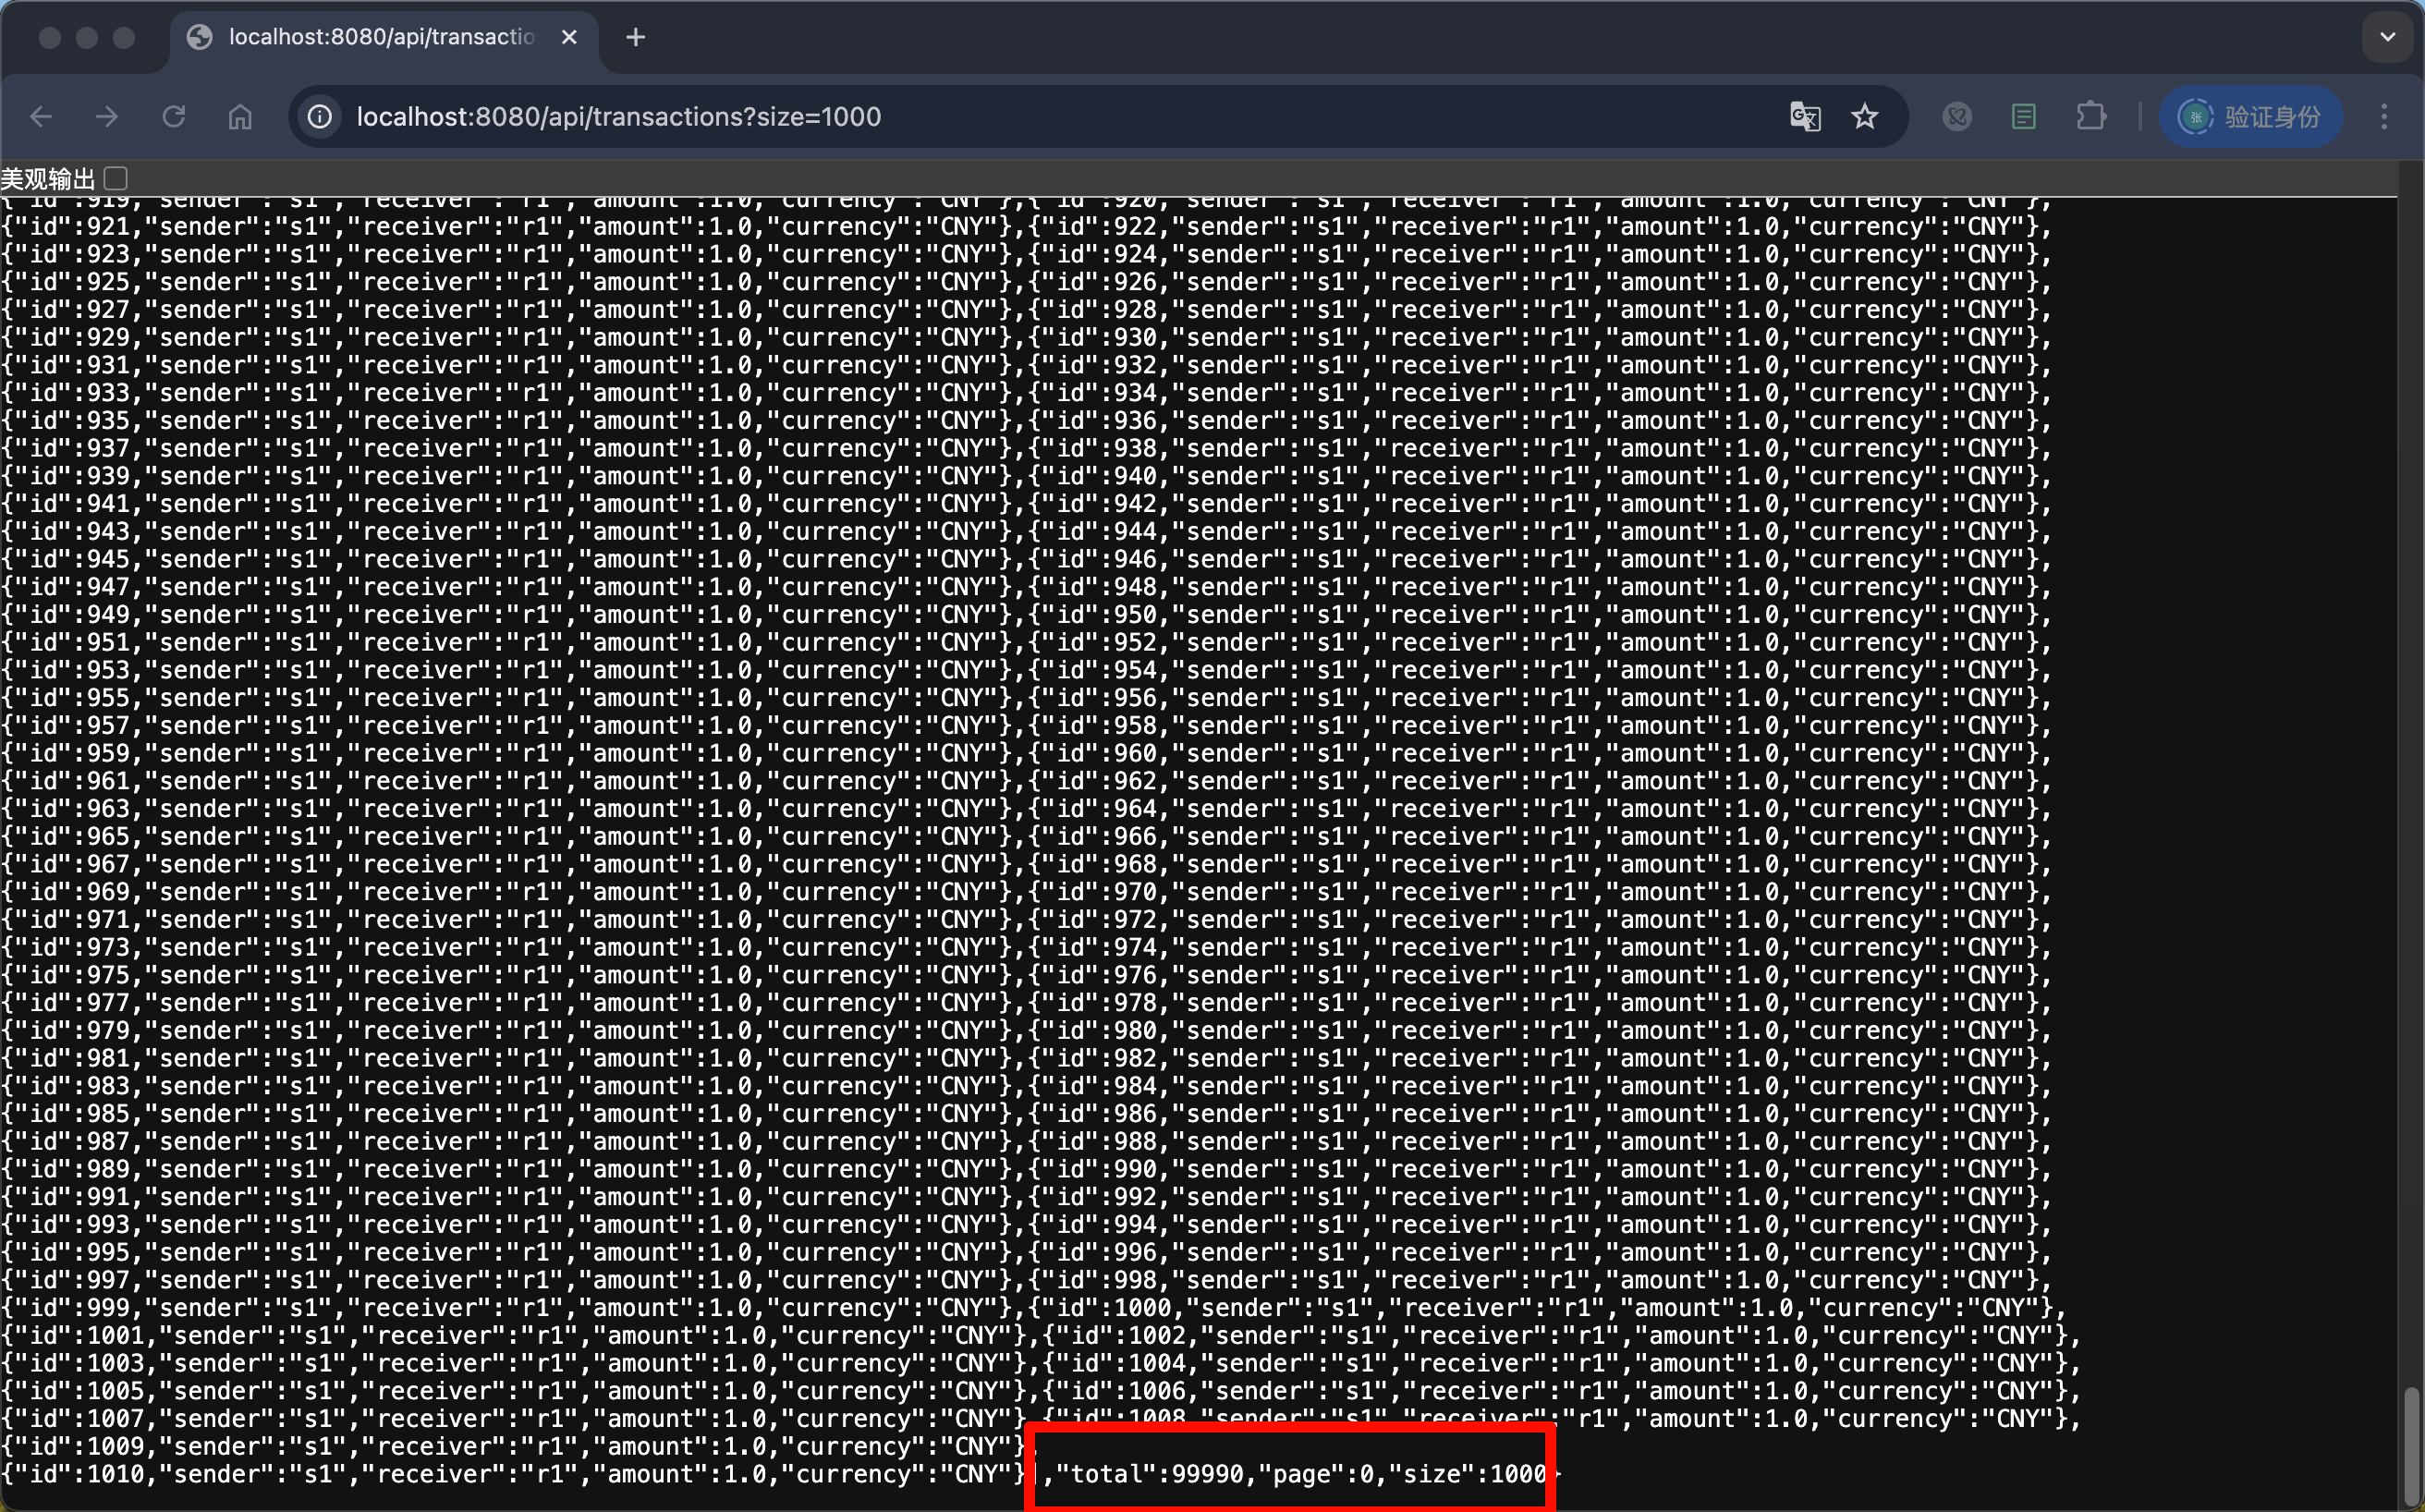 localhost:8080/api/transactio
localhost:8080/api/transactions?size=1000
张 验证身份
美观输出
{"id":919,"sender":"s1","receiver":"r1","amount":1.0,"currency":"CNY"},{"id":920,"sender":"s1","receiver":"r1","amount":1.0,"currency":"CNY"},
{"id":921,"sender":"s1","receiver":"r1","amount":1.0,"currency":"CNY"},{"id":922,"sender":"s1","receiver":"r1","amount":1.0,"currency":"CNY"},
{"id":923,"sender":"s1","receiver":"r1","amount":1.0,"currency":"CNY"},{"id":924,"sender":"s1","receiver":"r1","amount":1.0,"currency":"CNY"},
{"id":925,"sender":"s1","receiver":"r1","amount":1.0,"currency":"CNY"},{"id":926,"sender":"s1","receiver":"r1","amount":1.0,"currency":"CNY"},
{"id":927,"sender":"s1","receiver":"r1","amount":1.0,"currency":"CNY"},{"id":928,"sender":"s1","receiver":"r1","amount":1.0,"currency":"CNY"},
{"id":929,"sender":"s1","receiver":"r1","amount":1.0,"currency":"CNY"},{"id":930,"sender":"s1","receiver":"r1","amount":1.0,"currency":"CNY"},
{"id":931,"sender":"s1","receiver":"r1","amount":1.0,"currency":"CNY"},{"id":932,"sender":"s1","receiver":"r1","amount":1.0,"currency":"CNY"},
{"id":933,"sender":"s1","receiver":"r1","amount":1.0,"currency":"CNY"},{"id":934,"sender":"s1","receiver":"r1","amount":1.0,"currency":"CNY"},
{"id":935,"sender":"s1","receiver":"r1","amount":1.0,"currency":"CNY"},{"id":936,"sender":"s1","receiver":"r1","amount":1.0,"currency":"CNY"},
{"id":937,"sender":"s1","receiver":"r1","amount":1.0,"currency":"CNY"},{"id":938,"sender":"s1","receiver":"r1","amount":1.0,"currency":"CNY"},
{"id":939,"sender":"s1","receiver":"r1","amount":1.0,"currency":"CNY"},{"id":940,"sender":"s1","receiver":"r1","amount":1.0,"currency":"CNY"},
{"id":941,"sender":"s1","receiver":"r1","amount":1.0,"currency":"CNY"},{"id":942,"sender":"s1","receiver":"r1","amount":1.0,"currency":"CNY"},
{"id":943,"sender":"s1","receiver":"r1","amount":1.0,"currency":"CNY"},{"id":944,"sender":"s1","receiver":"r1","amount":1.0,"currency":"CNY"},
{"id":945,"sender":"s1","receiver":"r1","amount":1.0,"currency":"CNY"},{"id":946,"sender":"s1","receiver":"r1","amount":1.0,"currency":"CNY"},
{"id":947,"sender":"s1","receiver":"r1","amount":1.0,"currency":"CNY"},{"id":948,"sender":"s1","receiver":"r1","amount":1.0,"currency":"CNY"},
{"id":949,"sender":"s1","receiver":"r1","amount":1.0,"currency":"CNY"},{"id":950,"sender":"s1","receiver":"r1","amount":1.0,"currency":"CNY"},
{"id":951,"sender":"s1","receiver":"r1","amount":1.0,"currency":"CNY"},{"id":952,"sender":"s1","receiver":"r1","amount":1.0,"currency":"CNY"},
{"id":953,"sender":"s1","receiver":"r1","amount":1.0,"currency":"CNY"},{"id":954,"sender":"s1","receiver":"r1","amount":1.0,"currency":"CNY"},
{"id":955,"sender":"s1","receiver":"r1","amount":1.0,"currency":"CNY"},{"id":956,"sender":"s1","receiver":"r1","amount":1.0,"currency":"CNY"},
{"id":957,"sender":"s1","receiver":"r1","amount":1.0,"currency":"CNY"},{"id":958,"sender":"s1","receiver":"r1","amount":1.0,"currency":"CNY"},
{"id":959,"sender":"s1","receiver":"r1","amount":1.0,"currency":"CNY"},{"id":960,"sender":"s1","receiver":"r1","amount":1.0,"currency":"CNY"},
{"id":961,"sender":"s1","receiver":"r1","amount":1.0,"currency":"CNY"},{"id":962,"sender":"s1","receiver":"r1","amount":1.0,"currency":"CNY"},
{"id":963,"sender":"s1","receiver":"r1","amount":1.0,"currency":"CNY"},{"id":964,"sender":"s1","receiver":"r1","amount":1.0,"currency":"CNY"},
{"id":965,"sender":"s1","receiver":"r1","amount":1.0,"currency":"CNY"},{"id":966,"sender":"s1","receiver":"r1","amount":1.0,"currency":"CNY"},
{"id":967,"sender":"s1","receiver":"r1","amount":1.0,"currency":"CNY"},{"id":968,"sender":"s1","receiver":"r1","amount":1.0,"currency":"CNY"},
{"id":969,"sender":"s1","receiver":"r1","amount":1.0,"currency":"CNY"},{"id":970,"sender":"s1","receiver":"r1","amount":1.0,"currency":"CNY"},
{"id":971,"sender":"s1","receiver":"r1","amount":1.0,"currency":"CNY"},{"id":972,"sender":"s1","receiver":"r1","amount":1.0,"currency":"CNY"},
{"id":973,"sender":"s1","receiver":"r1","amount":1.0,"currency":"CNY"},{"id":974,"sender":"s1","receiver":"r1","amount":1.0,"currency":"CNY"},
{"id":975,"sender":"s1","receiver":"r1","amount":1.0,"currency":"CNY"},{"id":976,"sender":"s1","receiver":"r1","amount":1.0,"currency":"CNY"},
{"id":977,"sender":"s1","receiver":"r1","amount":1.0,"currency":"CNY"},{"id":978,"sender":"s1","receiver":"r1","amount":1.0,"currency":"CNY"},
{"id":979,"sender":"s1","receiver":"r1","amount":1.0,"currency":"CNY"},{"id":980,"sender":"s1","receiver":"r1","amount":1.0,"currency":"CNY"},
{"id":981,"sender":"s1","receiver":"r1","amount":1.0,"currency":"CNY"},{"id":982,"sender":"s1","receiver":"r1","amount":1.0,"currency":"CNY"},
{"id":983,"sender":"s1","receiver":"r1","amount":1.0,"currency":"CNY"},{"id":984,"sender":"s1","receiver":"r1","amount":1.0,"currency":"CNY"},
{"id":985,"sender":"s1","receiver":"r1","amount":1.0,"currency":"CNY"},{"id":986,"sender":"s1","receiver":"r1","amount":1.0,"currency":"CNY"},
{"id":987,"sender":"s1","receiver":"r1","amount":1.0,"currency":"CNY"},{"id":988,"sender":"s1","receiver":"r1","amount":1.0,"currency":"CNY"},
{"id":989,"sender":"s1","receiver":"r1","amount":1.0,"currency":"CNY"},{"id":990,"sender":"s1","receiver":"r1","amount":1.0,"currency":"CNY"},
{"id":991,"sender":"s1","receiver":"r1","amount":1.0,"currency":"CNY"},{"id":992,"sender":"s1","receiver":"r1","amount":1.0,"currency":"CNY"},
{"id":993,"sender":"s1","receiver":"r1","amount":1.0,"currency":"CNY"},{"id":994,"sender":"s1","receiver":"r1","amount":1.0,"currency":"CNY"},
{"id":995,"sender":"s1","receiver":"r1","amount":1.0,"currency":"CNY"},{"id":996,"sender":"s1","receiver":"r1","amount":1.0,"currency":"CNY"},
{"id":997,"sender":"s1","receiver":"r1","amount":1.0,"currency":"CNY"},{"id":998,"sender":"s1","receiver":"r1","amount":1.0,"currency":"CNY"},
{"id":999,"sender":"s1","receiver":"r1","amount":1.0,"currency":"CNY"},{"id":1000,"sender":"s1","receiver":"r1","amount":1.0,"currency":"CNY"},
{"id":1001,"sender":"s1","receiver":"r1","amount":1.0,"currency":"CNY"},{"id":1002,"sender":"s1","receiver":"r1","amount":1.0,"currency":"CNY"},
{"id":1003,"sender":"s1","receiver":"r1","amount":1.0,"currency":"CNY"},{"id":1004,"sender":"s1","receiver":"r1","amount":1.0,"currency":"CNY"},
{"id":1005,"sender":"s1","receiver":"r1","amount":1.0,"currency":"CNY"},{"id":1006,"sender":"s1","receiver":"r1","amount":1.0,"currency":"CNY"},
{"id":1007,"sender":"s1","receiver":"r1","amount":1.0,"currency":"CNY"},{"id":1008,"sender":"s1","receiver":"r1","amount":1.0,"currency":"CNY"},
{"id":1009,"sender":"s1","receiver":"r1","amount":1.0,"currency":"CNY"},
{"id":1010,"sender":"s1","receiver":"r1","amount":1.0,"currency":"CNY"}],"total":99990,"page":0,"size":1000}